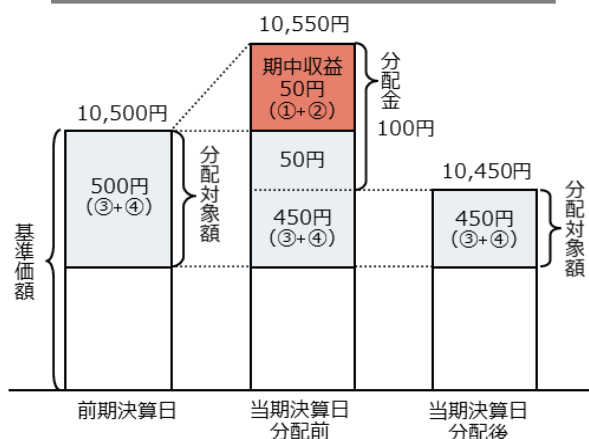 10,550円
期中収益
50円
(①+②)
分配金
100円
10,500円
500円
(③+④)
分配対象額
50円
450円
(③+④)
10,450円
450円
(③+④)
分配対象額
基準価額
前期決算日
当期決算日
分配前
当期決算日
分配後